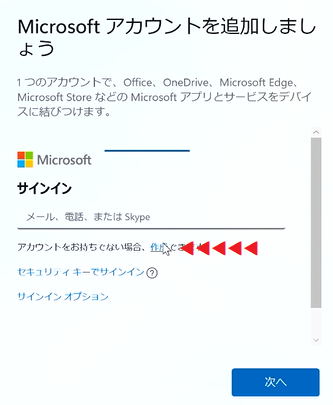 Microsoft アカウントを追加しまし
ょう
1 つのアカウントで、Office、OneDrive、Microsoft Edge、
Microsoft Store などの Microsoft アプリとサービスをデバイ
スに結びつけます。
Microsoft
サインイン
メール、電話、または Skype
アカウントをお持ちでない場合、作
セキュリティ キーでサインイン ?
サインイン オプション
次へ